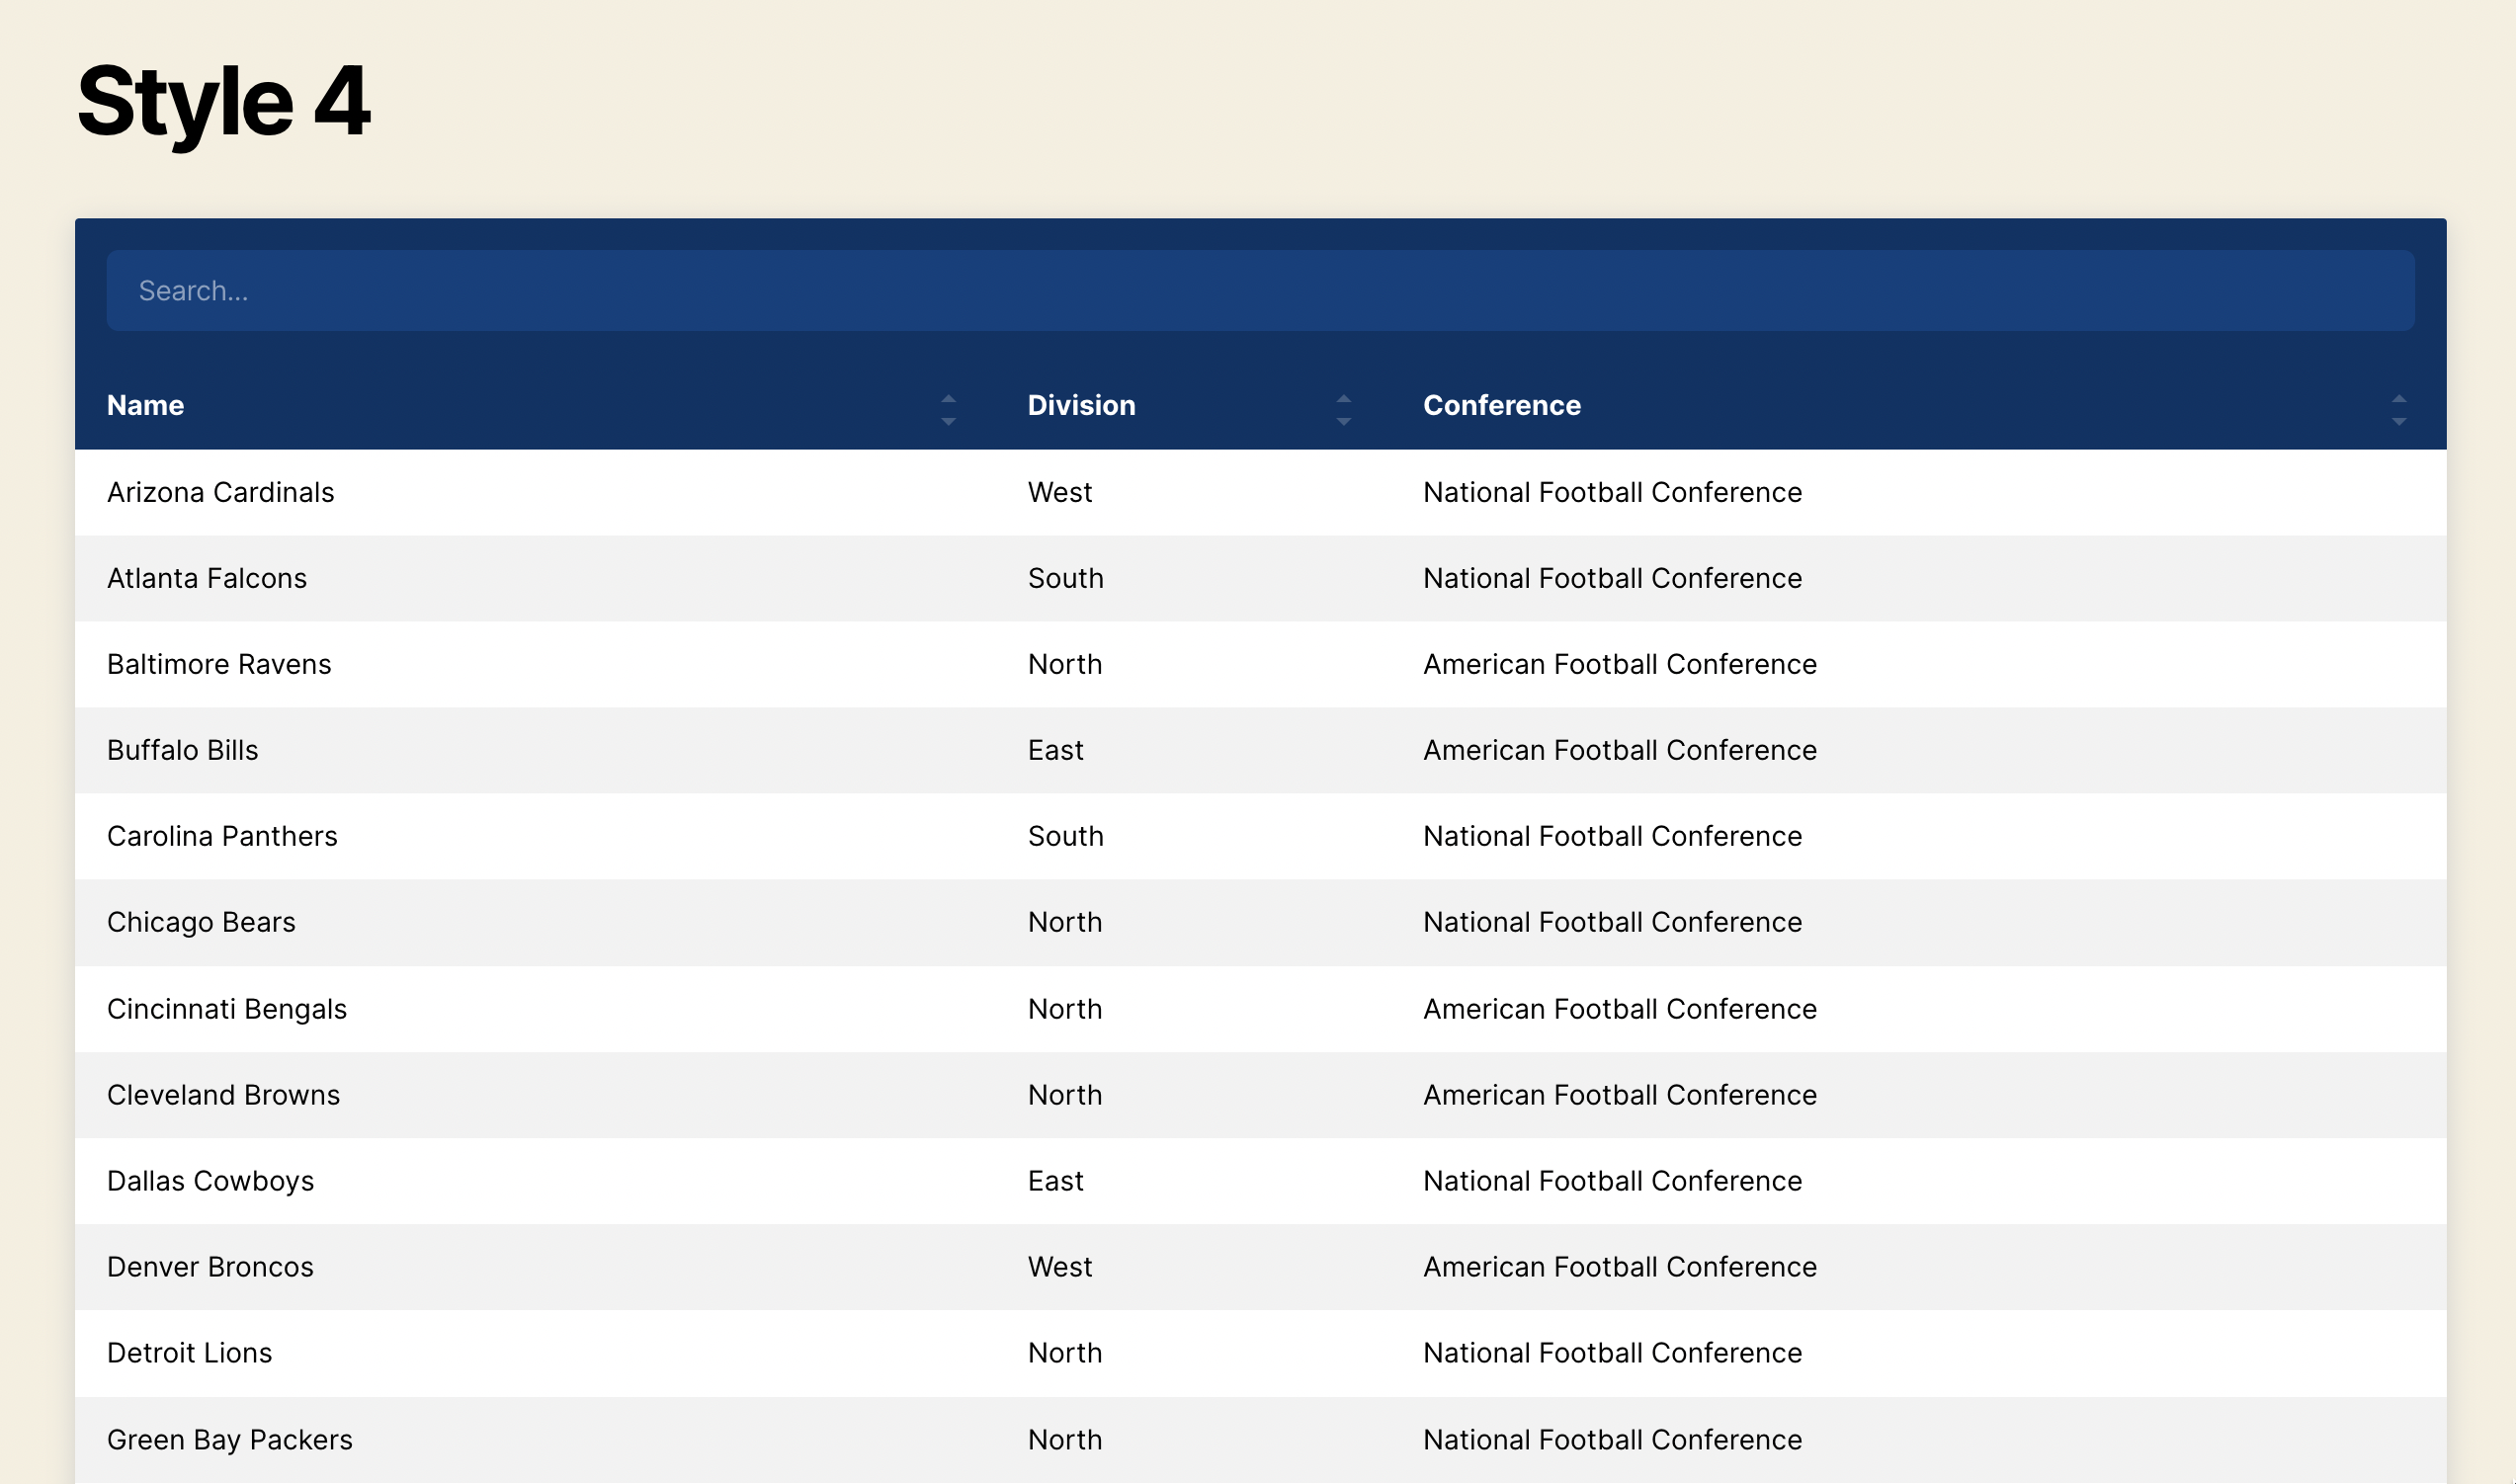 Style 4
Search...
Name Division Conference
Arizona Cardinals West National Football Conference
Atlanta Falcons South National Football Conference
Baltimore Ravens North American Football Conference
Buffalo Bills East American Football Conference
Carolina Panthers South National Football Conference
Chicago Bears North National Football Conference
Cincinnati Bengals North American Football Conference
Cleveland Browns North American Football Conference
Dallas Cowboys East National Football Conference
Denver Broncos West American Football Conference
Detroit Lions North National Football Conference
Green Bay Packers North National Football Conference